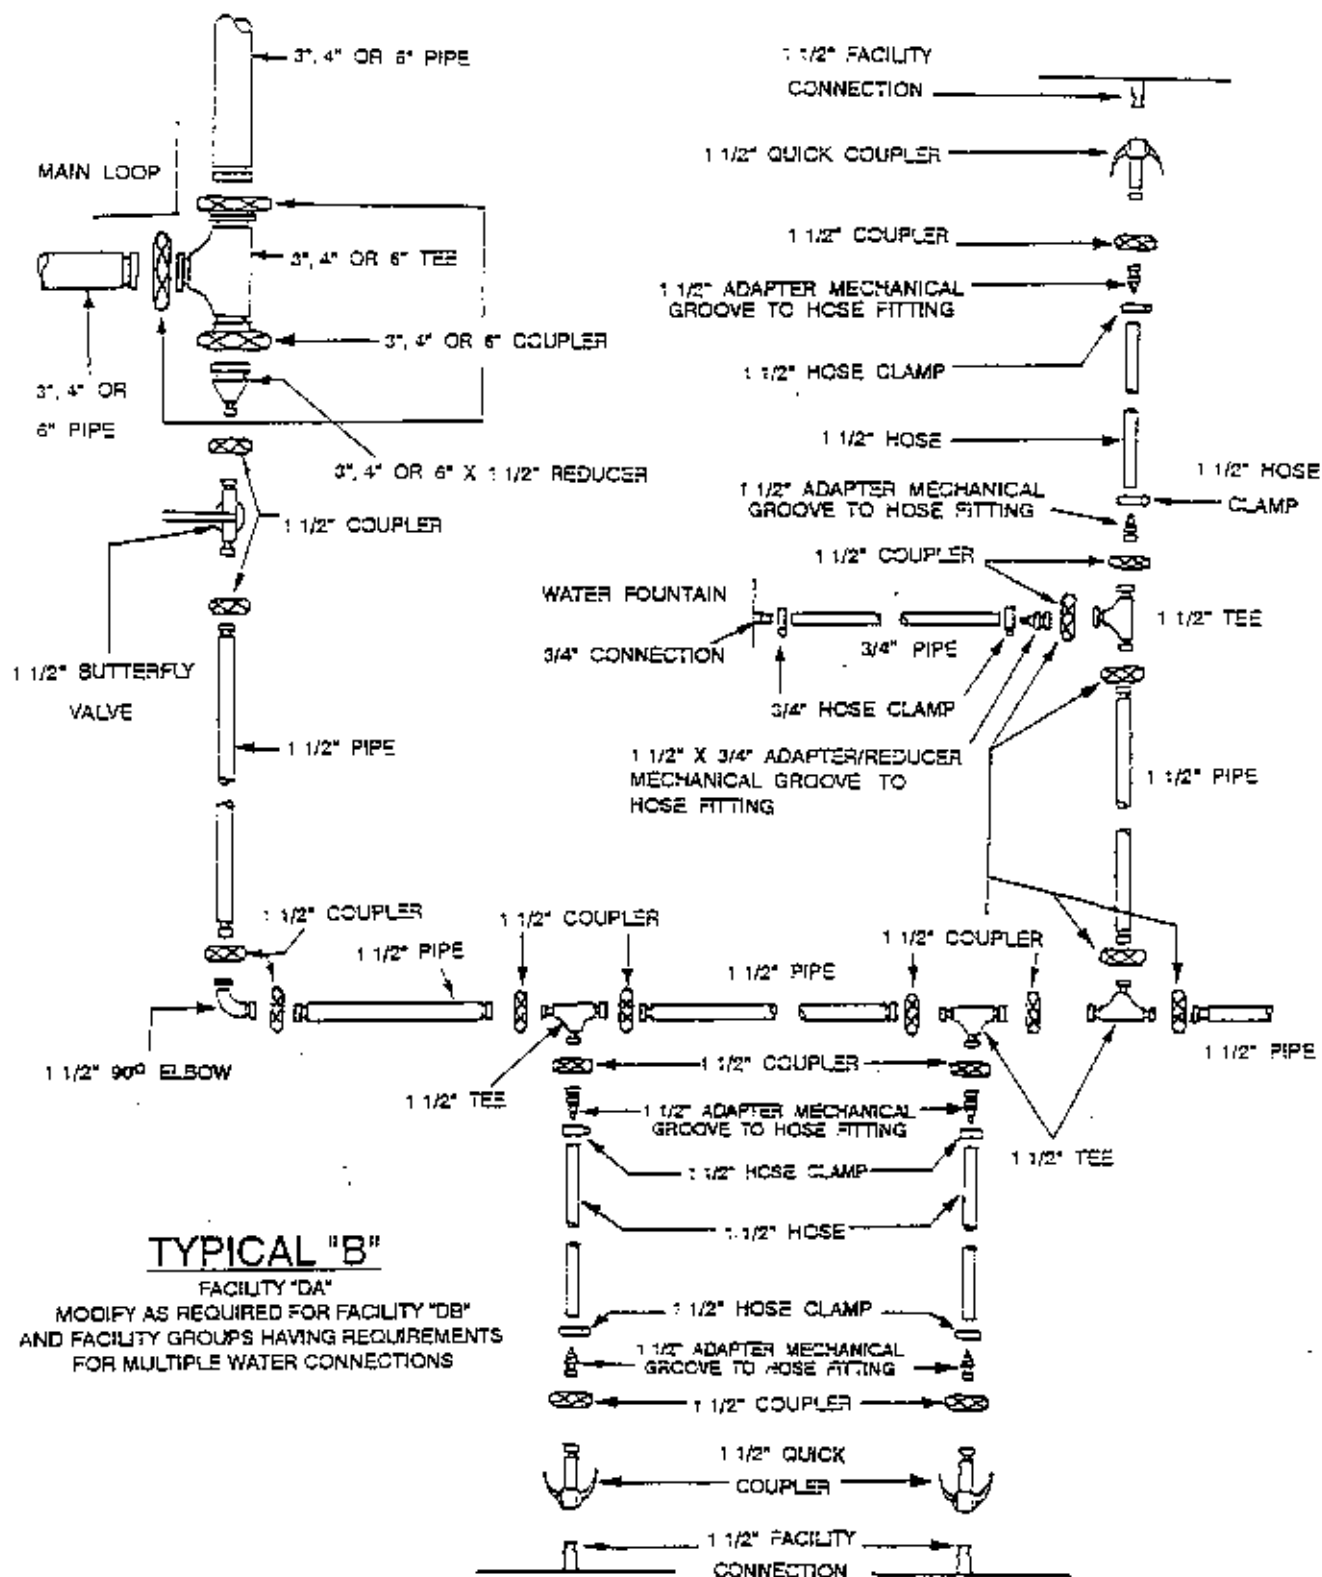 3", 4" OR 6" PIPE
MAIN LOOP
3", 4" OR 6" TEE
3", 4" OR 6" COUPLER
3", 4" OR
6" PIPE
3", 4" OR 6" X 1 1/2" REDUCER
1 1/2" COUPLER
1 1/2" BUTTERFLY
VALVE
1 1/2" PIPE
1 1/2" FACILITY
CONNECTION
1 1/2" QUICK COUPLER
1 1/2" COUPLER
1 1/2" ADAPTER MECHANICAL
GROOVE TO HOSE FITTING
1 1/2" HOSE CLAMP
1 1/2" HOSE
1 1/2" HOSE
CLAMP
1 1/2" ADAPTER MECHANICAL
GROOVE TO HOSE FITTING
1 1/2" COUPLER
WATER FOUNTAIN
1 1/2" TEE
3/4" CONNECTION
3/4" PIPE
3/4" HOSE CLAMP
1 1/2" X 3/4" ADAPTER/REDUCER
MECHANICAL GROOVE TO
HOSE FITTING
1 1/2" PIPE
1 1/2" COUPLER
1 1/2" PIPE
1 1/2" COUPLER
1 1/2" PIPE
1 1/2" COUPLER
1 1/2" PIPE
1 1/2" 90º ELBOW
1 1/2" TEE
1 1/2" COUPLER
1 1/2" ADAPTER MECHANICAL
GROOVE TO HOSE FITTING
1 1/2" TEE
1 1/2" HOSE CLAMP
1 1/2" HOSE
1 1/2" HOSE CLAMP
1 1/2" ADAPTER MECHANICAL
GROOVE TO HOSE FITTING
1 1/2" COUPLER
1 1/2" QUICK
COUPLER
1 1/2" FACILITY
CONNECTION
TYPICAL "B"
FACILITY "DA"
MODIFY AS REQUIRED FOR FACILITY "DB"
AND FACILITY GROUPS HAVING REQUIREMENTS
FOR MULTIPLE WATER CONNECTIONS